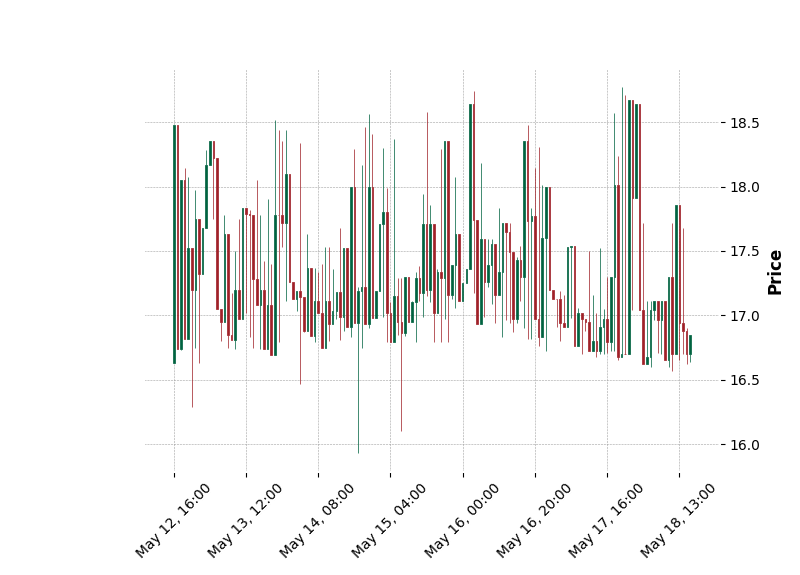 18.5
18.0
17.5
17.0
16.5
16.0
Price
May 12, 16:00
May 13, 12:00
May 14, 08:00
May 15, 04:00
May 16, 00:00
May 16, 20:00
May 17, 16:00
May 18, 13:00